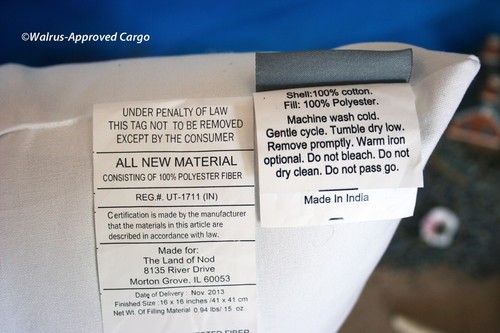 ©Walrus-Approved Cargo
UNDER PENALTY OF LAW
THIS TAG NOT TO BE REMOVED
EXCEPT BY THE CONSUMER
ALL NEW MATERIAL
CONSISTING OF 100% POLYESTER FIBER
REG.#. UT-1711 (IN)
Certification is made by the manufacturer
that the materials in this article are
described in accordance with law.
Made for:
The Land of Nod
8135 River Drive
Morton Grove, IL 60053
Date of Delivery: Nov. 2013
Finished Size: 16 x 16 inches /41 x 41 cm
Net Wt. Of Filling Material 0.94 lbs/ 15 oz
Shell:100% cotton.
Fill: 100% Polyester.
Machine wash cold.
Gentle cycle. Tumble dry low.
Remove promptly. Warm iron
optional. Do not bleach. Do not
dry clean. Do not pass go.
Made In India